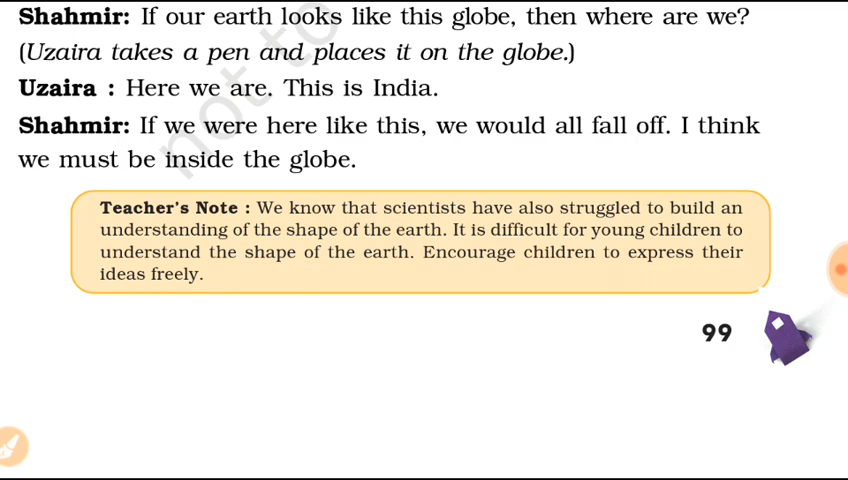 Shahmir: If our earth looks like this globe, then where are we?
(Uzaira takes a pen and places it on the globe.)
Uzaira : Here we are. This is India.
Shahmir: If we were here like this, we would all fall off. I think
we must be inside the globe.
Teacher's Note : We know that scientists have also struggled to build an
understanding of the shape of the earth. It is difficult for young children to
understand the shape of the earth. Encourage children to express their
ideas freely.
99
not to